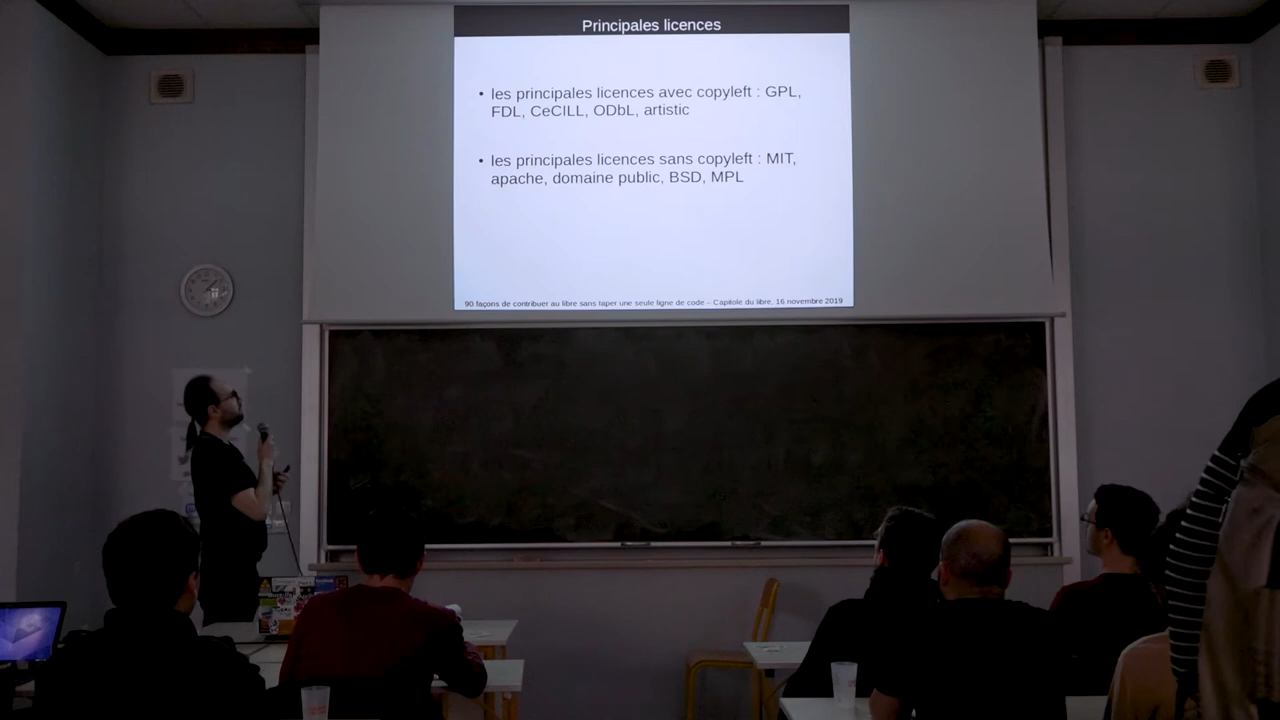 Principales licences
• les principales licences avec copyleft : GPL,
FDL, CeCILL, ODbL, artistic
• les principales licences sans copyleft : MIT,
apache, domaine public, BSD, MPL
90 façons de contribuer au libre sans taper une seule ligne de code – Capitole du libre, 16 novembre 2019